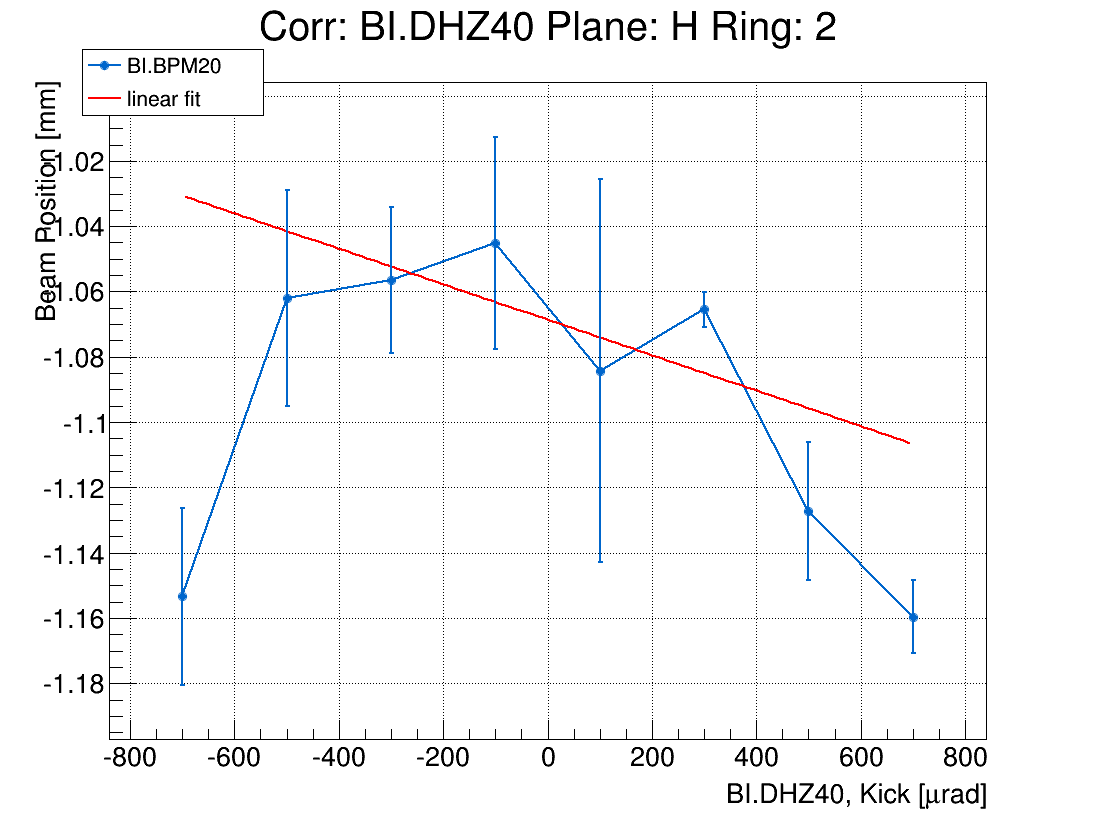 Corr: BI.DHZ40 Plane: H Ring: 2
BI.BPM20
linear fit
Beam Position [mm]
1.02
1.04
1.06
-1.08
-1.1
-1.12
-1.14
-1.16
-1.18
-800 -600 -400 -200 0 200 400 600 800
BI.DHZ40, Kick [μrad]